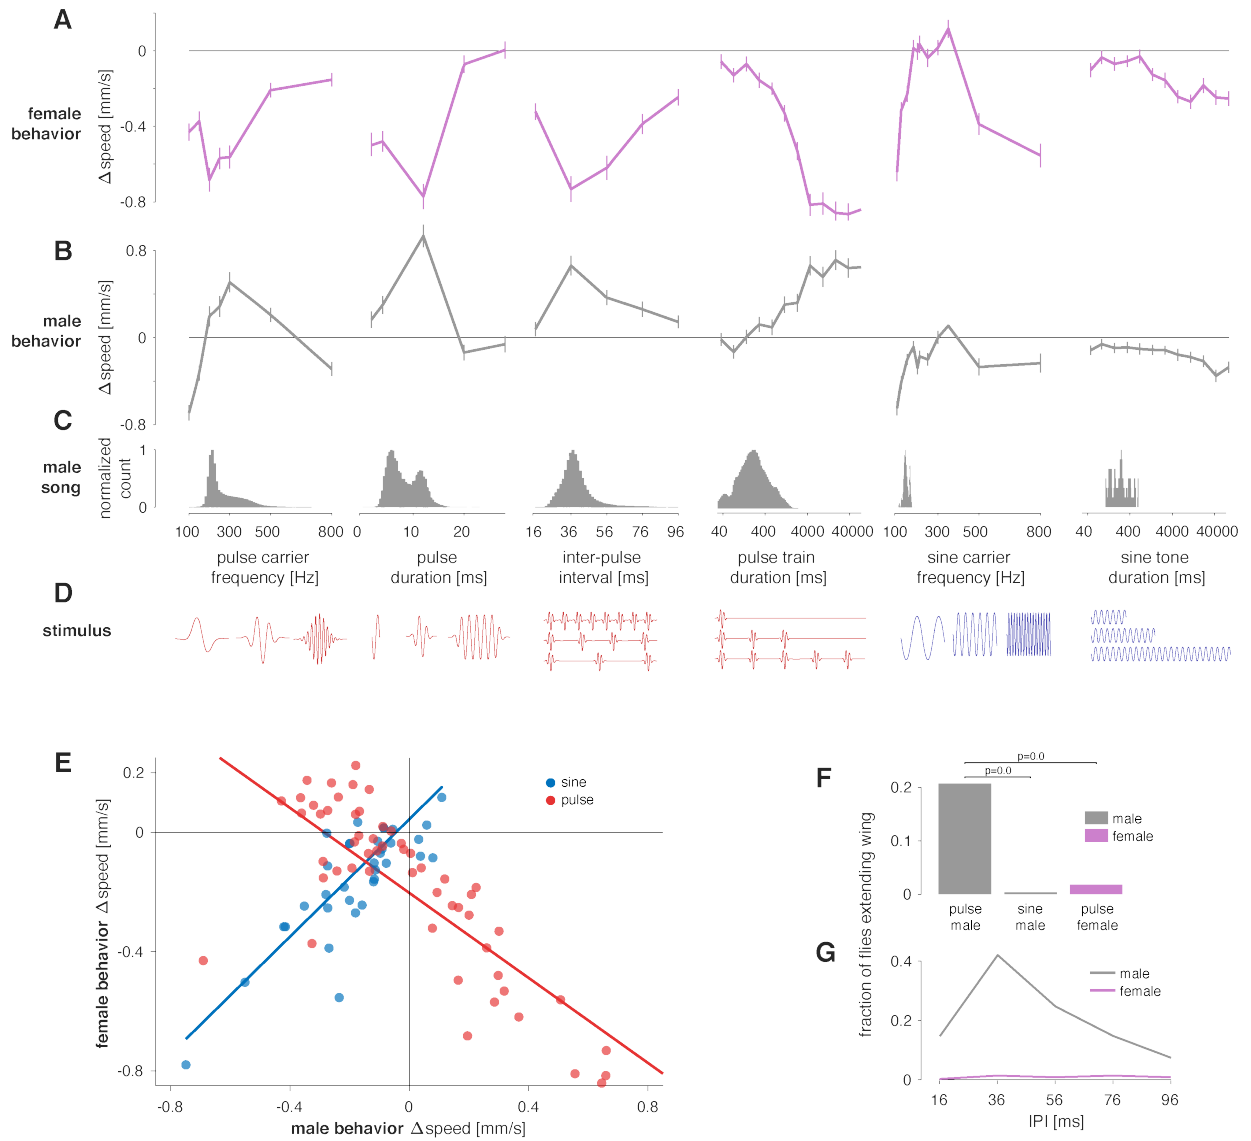 A
female
behavior
Δ speed [mm/s]
0
-0.4
-0.8
B
male
behavior
Δ speed [mm/s]
0.8
0
-0.8
C
male
song
normalized
count
1
0
100 300 500 800
0 10 20
16 36 56 76 96
40 400 4000 40000
100 300 500 800
40 400 4000 40000
pulse carrier
frequency [Hz]
pulse
duration [ms]
inter-pulse
interval [ms]
pulse train
duration [ms]
sine carrier
frequency [Hz]
sine tone
duration [ms]
D
stimulus
E
female behavior Δ speed [mm/s]
0.2
0
-0.4
-0.8
sine
pulse
-0.8 -0.4 0 0.4 0.8
male behavior Δ speed [mm/s]
F
fraction of flies extending wing
p=0.0
p=0.0
0.2
0.1
0
male
female
pulse
male
sine
male
pulse
female
G
0.4
0.2
0
male
female
16 36 56 76 96
IPI [ms]